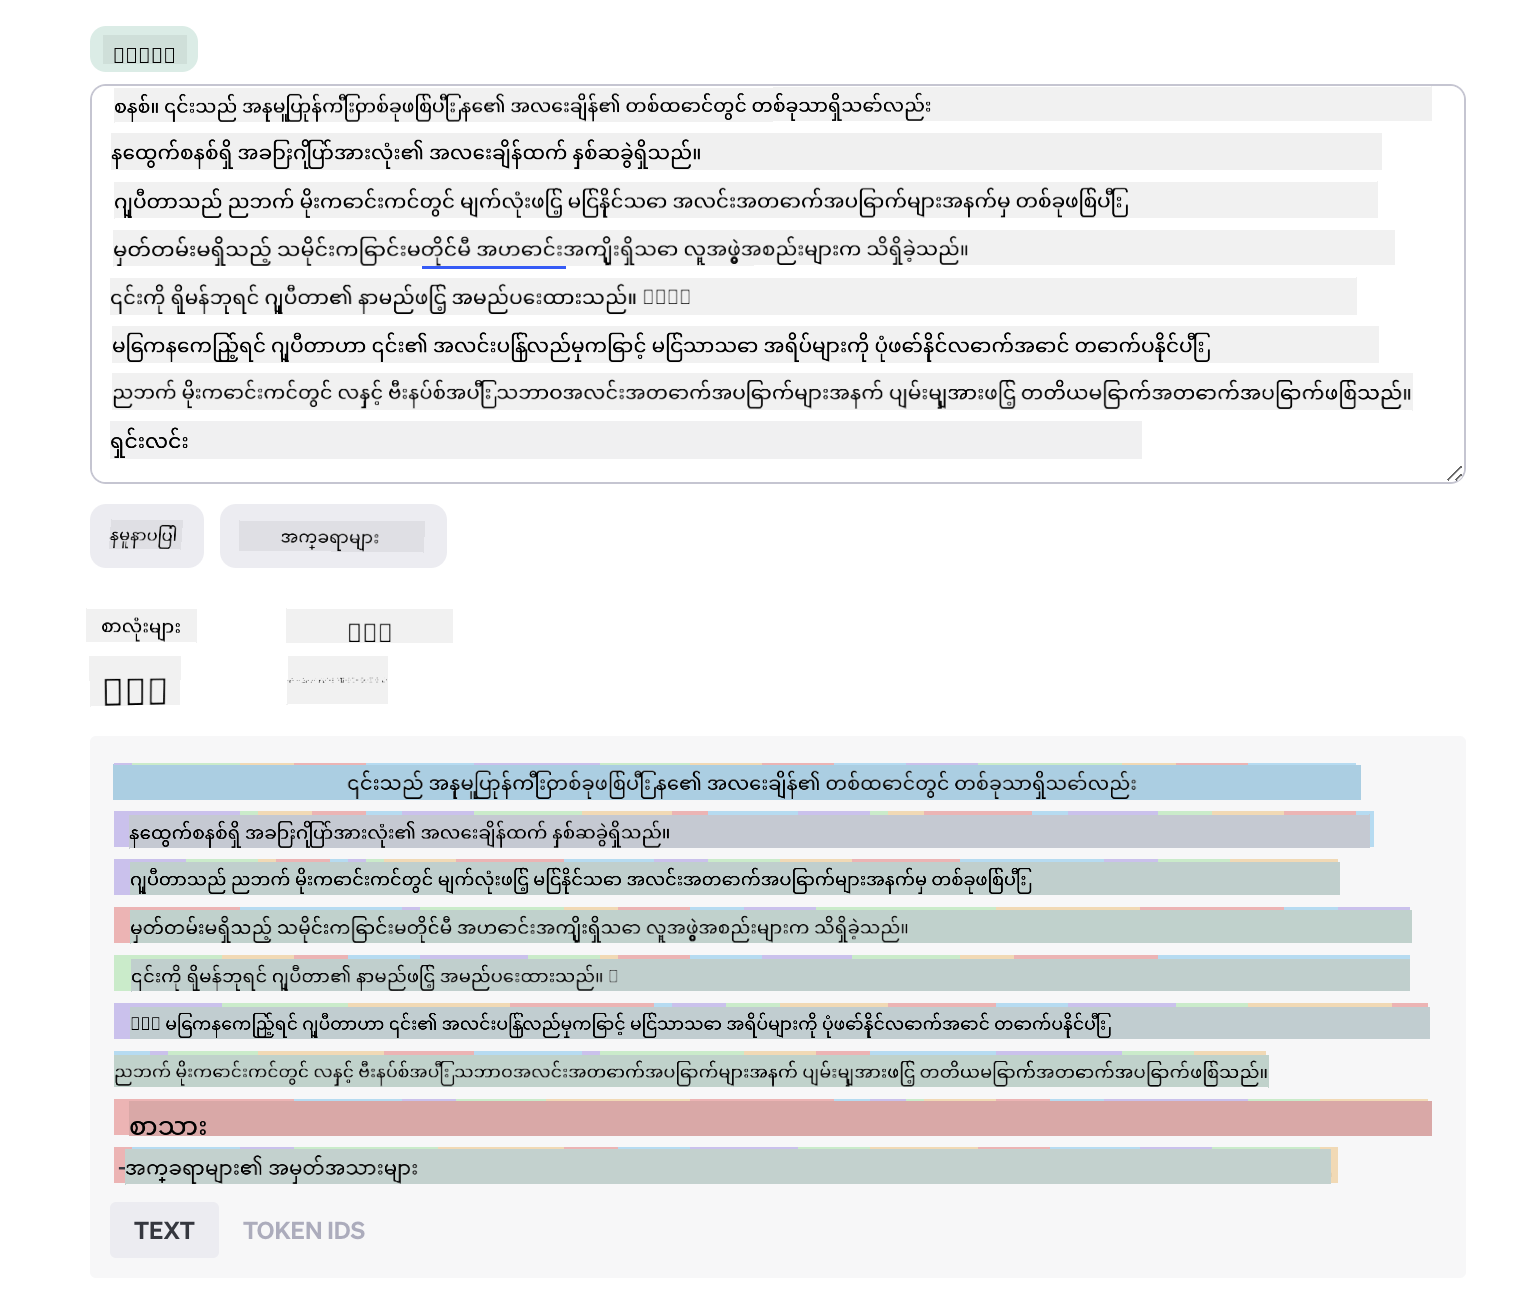 စနစ်။ ၎င်းသည် အနုမူပြာန်ကြီးတစ်ခုဖြစ်ပြီး နေ၏ အလေးချိန်၏ တစ်ထောင်တွင် တစ်ခုသာရှိသော်လည်း
နေထွက်စနစ်ရှိ အခြားဂြိုဟ်အားလုံး၏ အလေးချိန်ထက် နှစ်ဆခွဲရှိသည်။
ဂျူပီတာသည် ညဘက် မိုးကောင်းကင်တွင် မျက်လုံးဖြင့် မြင်နိုင်သော အလင်းအတောက်အပြောက်များအနက်မှ တစ်ခုဖြစ်ပြီး
မှတ်တမ်းမရှိသည့် သမိုင်းကြောင်းမတိုင်မီ အဟောင်းအကျိုးရှိသော လူအဖွဲ့အစည်းများက သိရှိခဲ့သည်။
၎င်းကို ရိုမန်ဘုရင် ဂျူပီတာ၏ နာမည်ဖြင့် အမည်ပေးထားသည်။
မြေကနေကြည့်ရင် ဂျူပီတာဟာ ၎င်း၏ အလင်းပြန်လည်မှုကြောင့် မြင်သာသော အရိပ်များကို ပုံဖော်နိုင်လောက်အောင် တောက်ပနိုင်ပြီး
ညဘက် မိုးကောင်းကင်တွင် လနှင့် ဗီးနပ်စ်အပြီး သဘာဝအလင်းအတောက်အပြောက်များအနက် ပျမ်းမျှအားဖြင့် တတိယမြောက်အတောက်အပြောက်ဖြစ်သည်။
ရှင်းလင်း
နမူနာပြပါ
အက္ခရာများ
စာလုံးများ
၎င်းသည် အနုမူပြာန်ကြီးတစ်ခုဖြစ်ပြီး နေ၏ အလေးချိန်၏ တစ်ထောင်တွင် တစ်ခုသာရှိသော်လည်း
နေထွက်စနစ်ရှိ အခြားဂြိုဟ်အားလုံး၏ အလေးချိန်ထက် နှစ်ဆခွဲရှိသည်။
ဂျူပီတာသည် ညဘက် မိုးကောင်းကင်တွင် မျက်လုံးဖြင့် မြင်နိုင်သော အလင်းအတောက်အပြောက်များအနက်မှ တစ်ခုဖြစ်ပြီး
မှတ်တမ်းမရှိသည့် သမိုင်းကြောင်းမတိုင်မီ အဟောင်းအကျိုးရှိသော လူအဖွဲ့အစည်းများက သိရှိခဲ့သည်။
၎င်းကို ရိုမန်ဘုရင် ဂျူပီတာ၏ နာမည်ဖြင့် အမည်ပေးထားသည်။
မြေကနေကြည့်ရင် ဂျူပီတာဟာ ၎င်း၏ အလင်းပြန်လည်မှုကြောင့် မြင်သာသော အရိပ်များကို ပုံဖော်နိုင်လောက်အောင် တောက်ပနိုင်ပြီး
ညဘက် မိုးကောင်းကင်တွင် လနှင့် ဗီးနပ်စ်အပြီး သဘာဝအလင်းအတောက်အပြောက်များအနက် ပျမ်းမျှအားဖြင့် တတိယမြောက်အတောက်အပြောက်ဖြစ်သည်။
စာသား
-အက္ခရာများ၏ အမှတ်အသားများ
TEXT TOKEN IDS